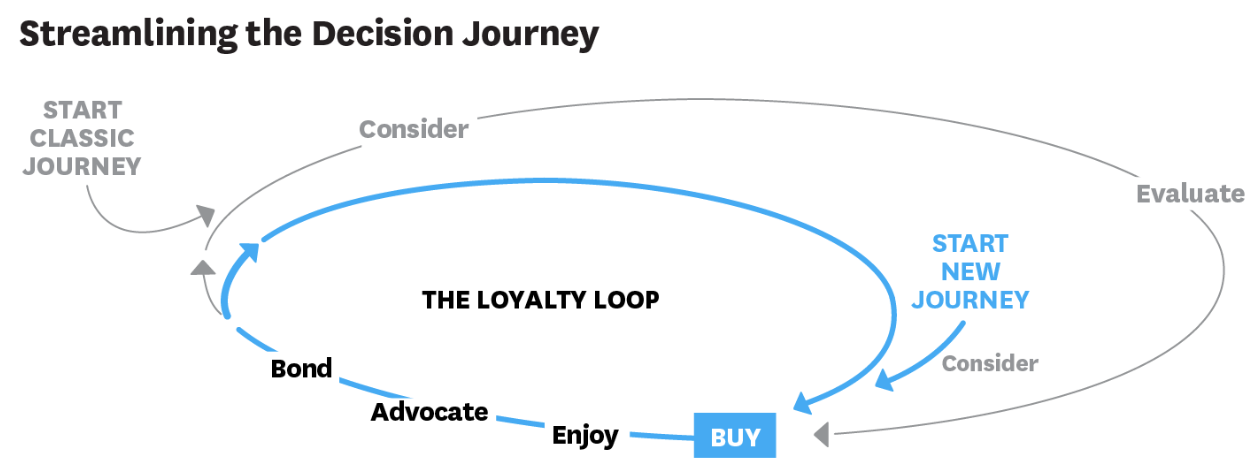 Streamlining the Decision Journey
START
CLASSIC
JOURNEY
Consider
Evaluate
START
NEW
JOURNEY
THE LOYALTY LOOP
Consider
Bond
Advocate
Enjoy
BUY